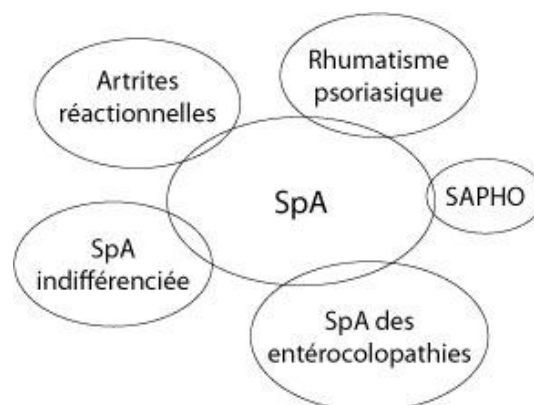 Artrites
réactionnelles
Rhumatisme
psoriasique
SpA
SAPHO
SpA
indifférenciée
SpA des
entérocolopathies